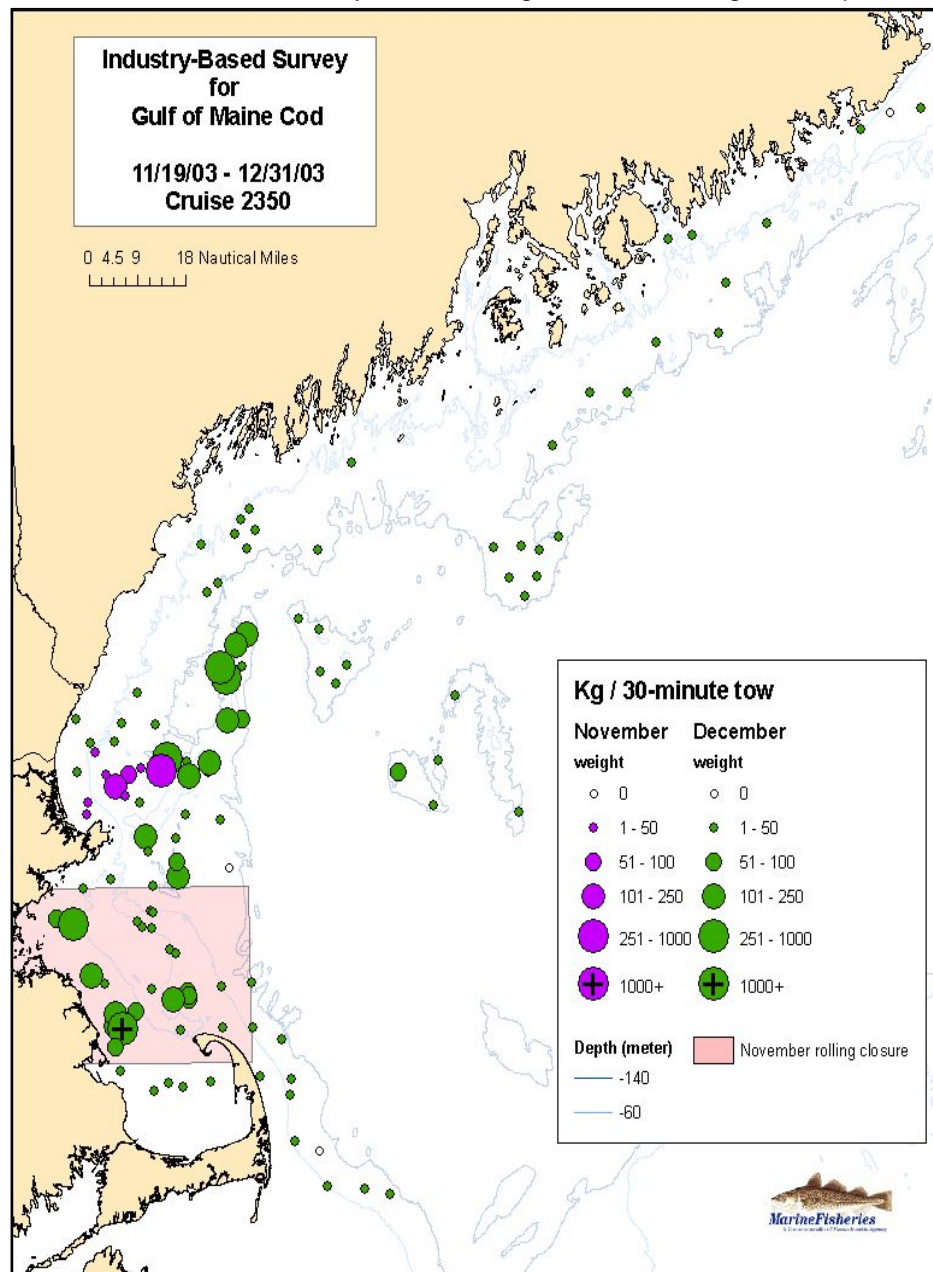 Industry-Based Survey
for
Gulf of Maine Cod
11/19/03 - 12/31/03
Cruise 2350
0 4.5 9 18 Nautical Miles
Kg / 30-minute tow
November December
weight weight
0 0
1 - 50 1 - 50
51 - 100 51 - 100
101 - 250 101 - 250
251 - 1000 251 - 1000
1000+ 1000+
Depth (meter)
-140
-60
November rolling closure
MarineFisheries